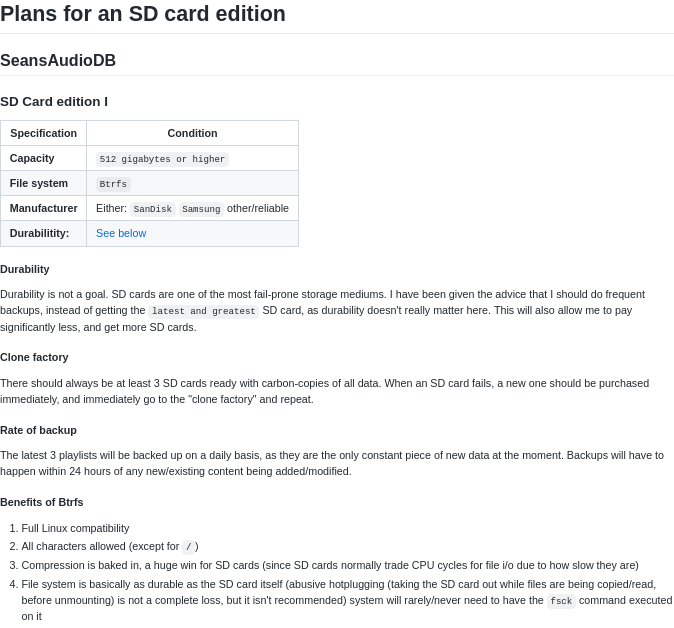 Plans for an SD card edition
SeansAudioDB
SD Card edition I
Specification Condition
Capacity 512 gigabytes or higher
File system Btrfs
Manufacturer Either: SanDisk Samsung other/reliable
Durabilitity: See below
Durability
Durability is not a goal. SD cards are one of the most fail-prone storage mediums. I have been given the advice that I should do frequent
backups, instead of getting the latest and greatest SD card, as durability doesn't really matter here. This will also allow me to pay
significantly less, and get more SD cards.
Clone factory
There should always be at least 3 SD cards ready with carbon-copies of all data. When an SD card fails, a new one should be purchased
immediately, and immediately go to the "clone factory" and repeat.
Rate of backup
The latest 3 playlists will be backed up on a daily basis, as they are the only constant piece of new data at the moment. Backups will have to
happen within 24 hours of any new/existing content being added/modified.
Benefits of Btrfs
1. Full Linux compatibility
2. All characters allowed (except for / )
3. Compression is baked in, a huge win for SD cards (since SD cards normally trade CPU cycles for file i/o due to how slow they are)
4. File system is basically as durable as the SD card itself (abusive hotplugging (taking the SD card out while files are being copied/read,
before unmounting) is not a complete loss, but it isn't recommended) system will rarely/never need to have the fsck command executed
on it